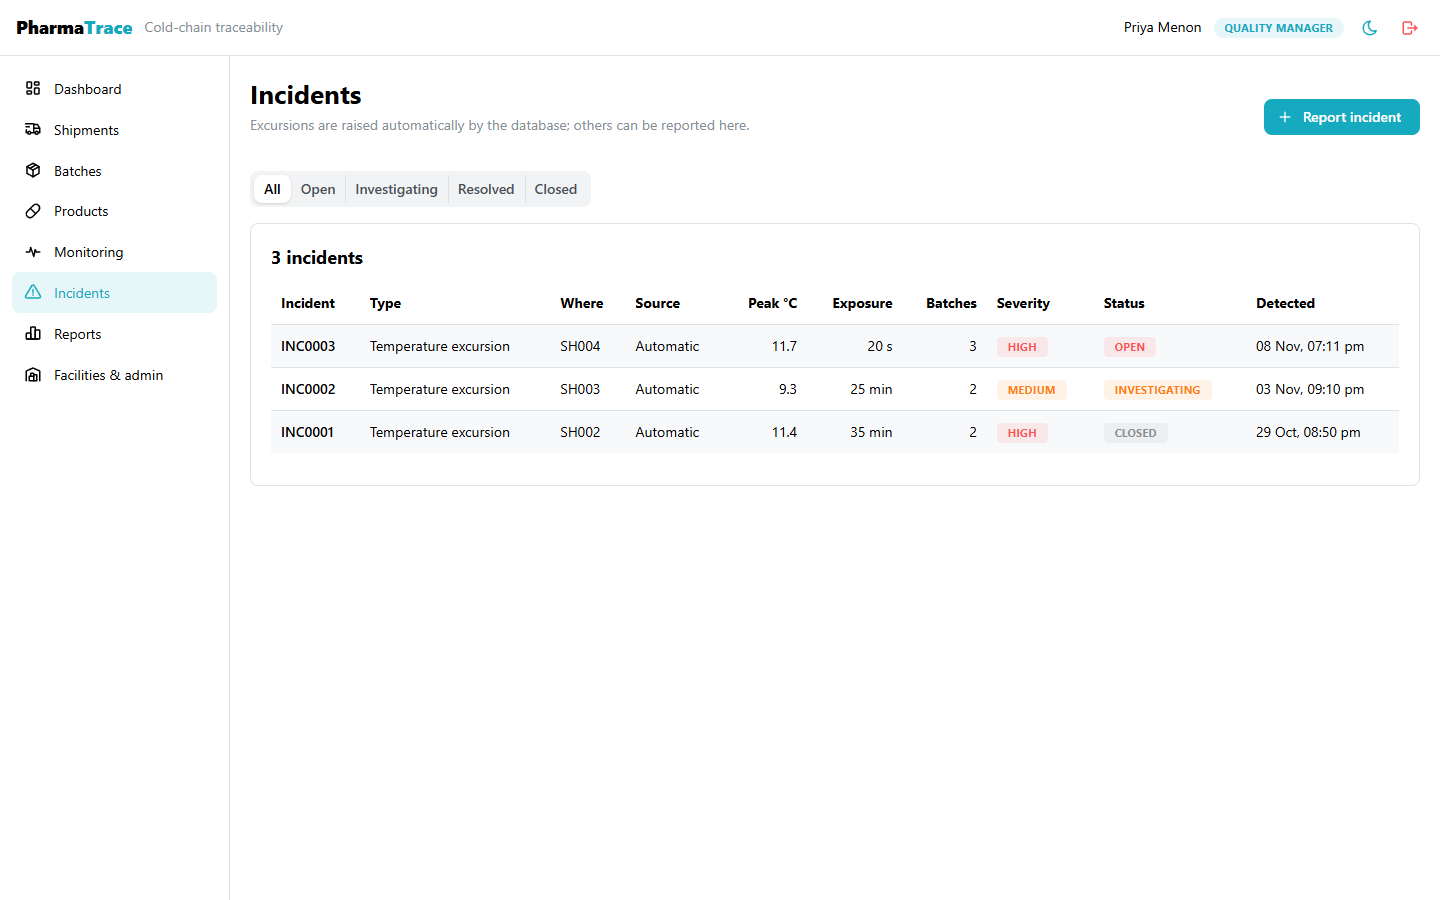 PharmaTrace Cold-chain traceability Priya Menon QUALITY MANAGER
Dashboard
Shipments
Batches
Products
Monitoring
Incidents
Reports
Facilities & admin
Incidents
Excursions are raised automatically by the database; others can be reported here.
Report incident
All Open Investigating Resolved Closed
3 incidents
Incident Type Where Source Peak °C Exposure Batches Severity Status Detected
INC0003 Temperature excursion SH004 Automatic 11.7 20 s 3 HIGH OPEN 08 Nov, 07:11 pm
INC0002 Temperature excursion SH003 Automatic 9.3 25 min 2 MEDIUM INVESTIGATING 03 Nov, 09:10 pm
INC0001 Temperature excursion SH002 Automatic 11.4 35 min 2 HIGH CLOSED 29 Oct, 08:50 pm